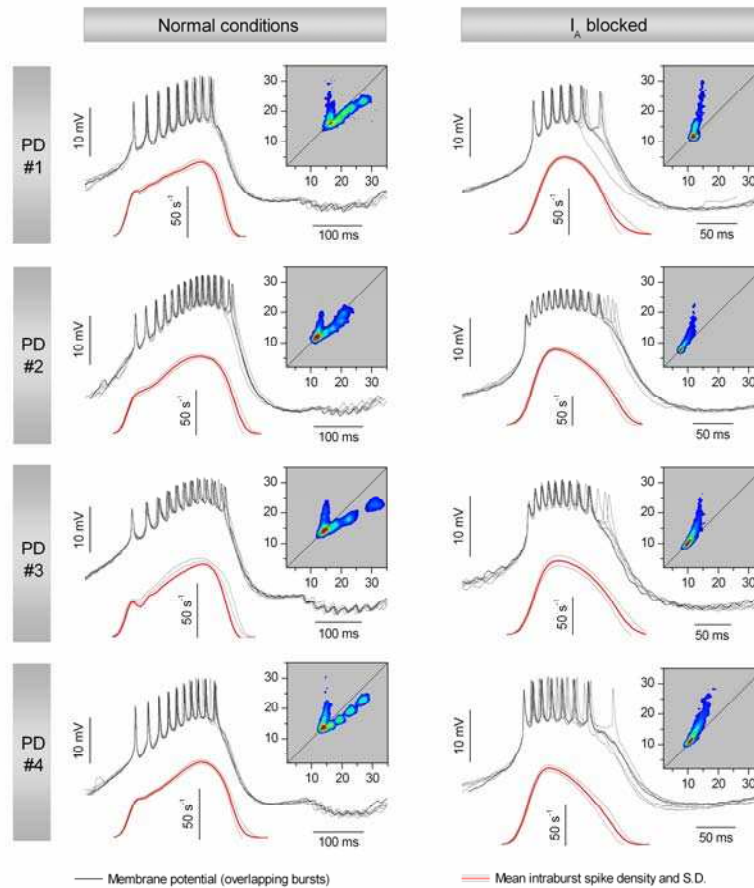 Normal conditions
I_A blocked
PD #1
10 mV
50 s⁻¹
100 ms
30
20
10
10 20 30
10 mV
50 s⁻¹
50 ms
30
20
10
10 20 30
PD #2
10 mV
50 s⁻¹
100 ms
30
20
10
10 20 30
10 mV
50 s⁻¹
50 ms
30
20
10
10 20 30
PD #3
10 mV
50 s⁻¹
100 ms
30
20
10
10 20 30
10 mV
50 s⁻¹
50 ms
30
20
10
10 20 30
PD #4
10 mV
50 s⁻¹
100 ms
30
20
10
10 20 30
10 mV
50 s⁻¹
50 ms
30
20
10
10 20 30
Membrane potential (overlapping bursts)
Mean intraburst spike density and S.D.